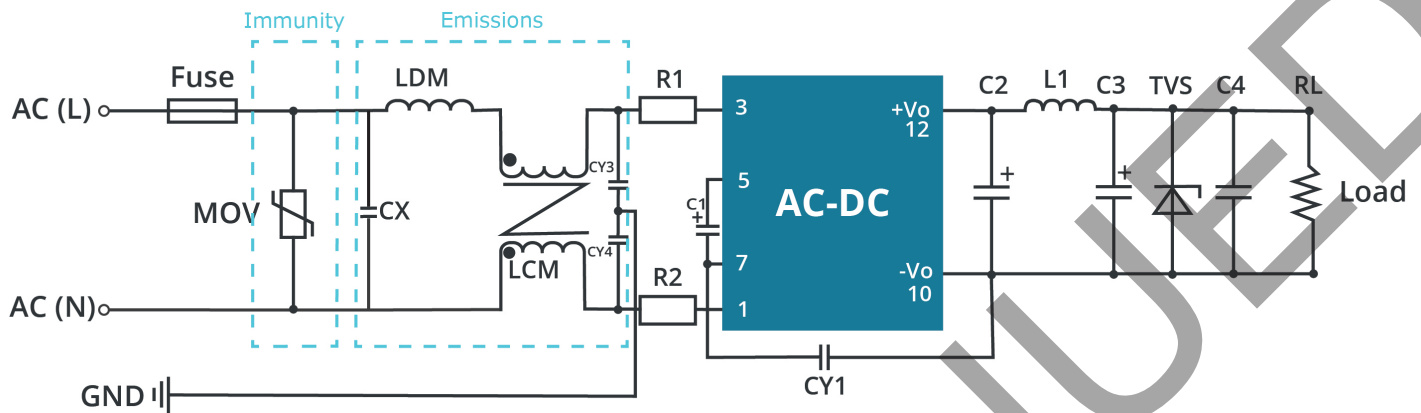 Immunity
Emissions
Fuse
LDM
R1
C2
L1
C3
TVS
C4
RL
AC (L)
3
+Vo
12
CY3
+
+
5
MOV
CX
C1
+
AC-DC
Load
CY4
LCM
R2
7
-Vo
10
AC (N)
1
CY1
GND